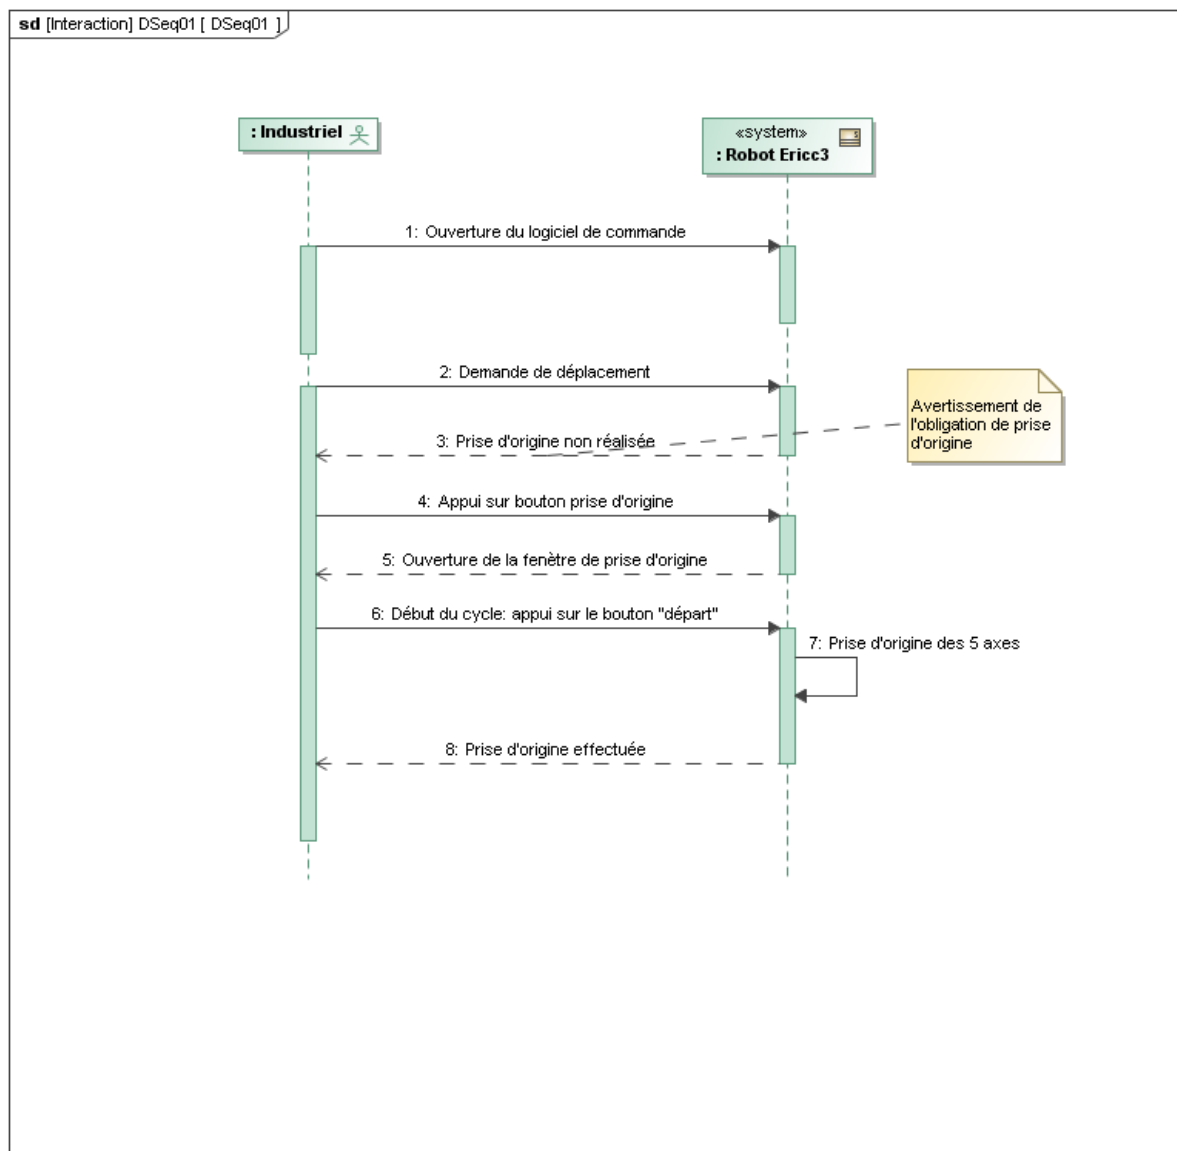 sd [Interaction] DSeq01 [ DSeq01 ]
: Industriel
«system»
: Robot Ericc3
1: Ouverture du logiciel de commande
2: Demande de déplacement
Avertissement de
l'obligation de prise
d'origine
3: Prise d'origine non réalisée
4: Appui sur bouton prise d'origine
5: Ouverture de la fenètre de prise d'origine
6: Début du cycle: appui sur le bouton "départ"
7: Prise d'origine des 5 axes
8: Prise d'origine effectuée